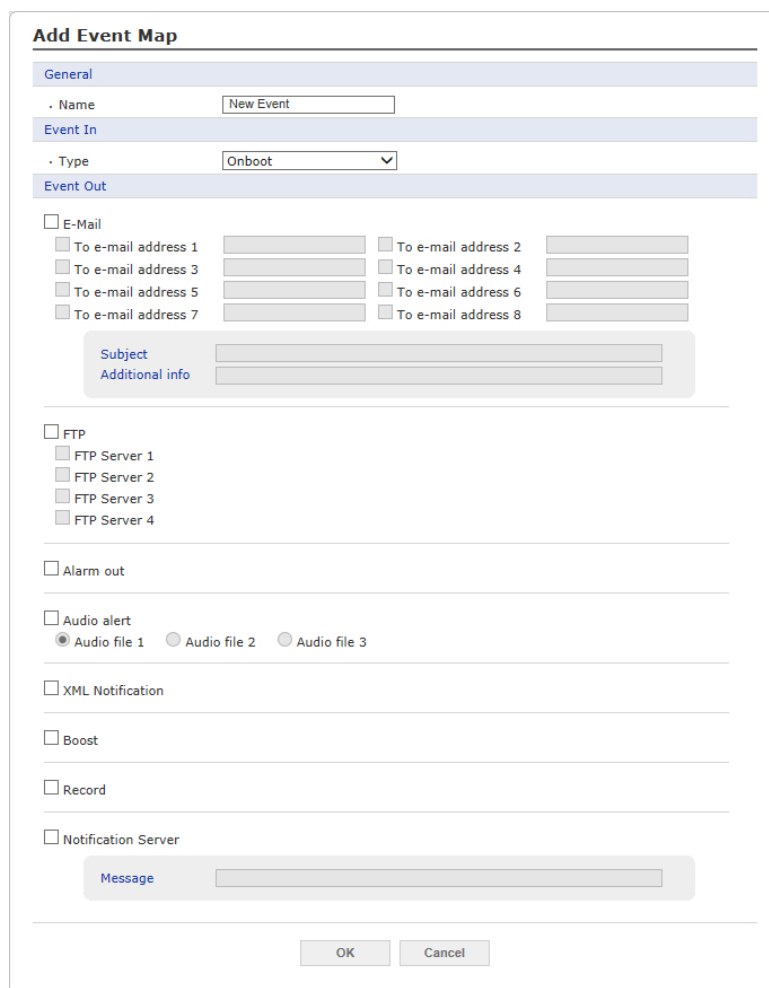 Add Event Map
General
· Name New Event
Event In
· Type Onboot
Event Out
E-Mail
To e-mail address 1 To e-mail address 2
To e-mail address 3 To e-mail address 4
To e-mail address 5 To e-mail address 6
To e-mail address 7 To e-mail address 8
Subject
Additional info
FTP
FTP Server 1
FTP Server 2
FTP Server 3
FTP Server 4
Alarm out
Audio alert
Audio file 1 Audio file 2 Audio file 3
XML Notification
Boost
Record
Notification Server
Message
OK Cancel